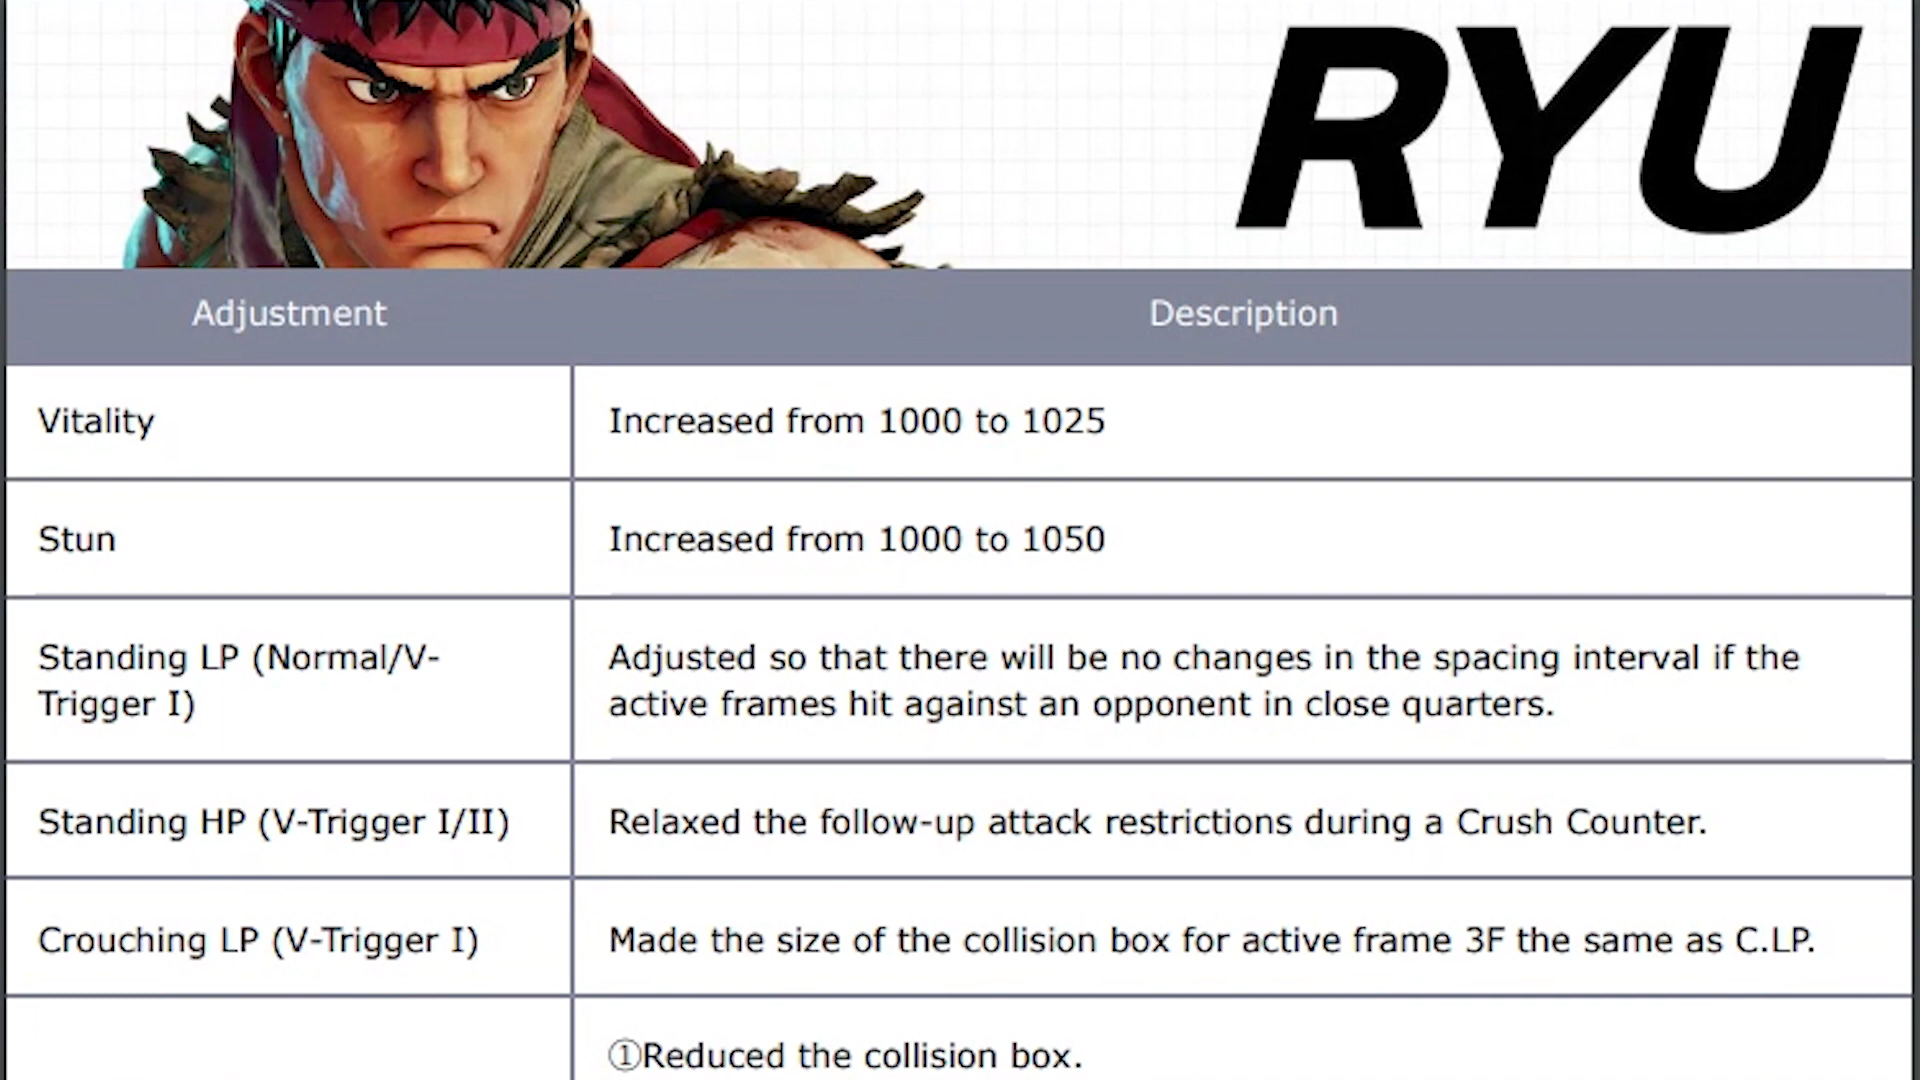 RYU
Adjustment Description
Vitality Increased from 1000 to 1025
Stun Increased from 1000 to 1050
Standing LP (Normal/V-
Trigger I)
Adjusted so that there will be no changes in the spacing interval if the
active frames hit against an opponent in close quarters.
Standing HP (V-Trigger I/II) Relaxed the follow-up attack restrictions during a Crush Counter.
Crouching LP (V-Trigger I) Made the size of the collision box for active frame 3F the same as C.LP.
①Reduced the collision box.